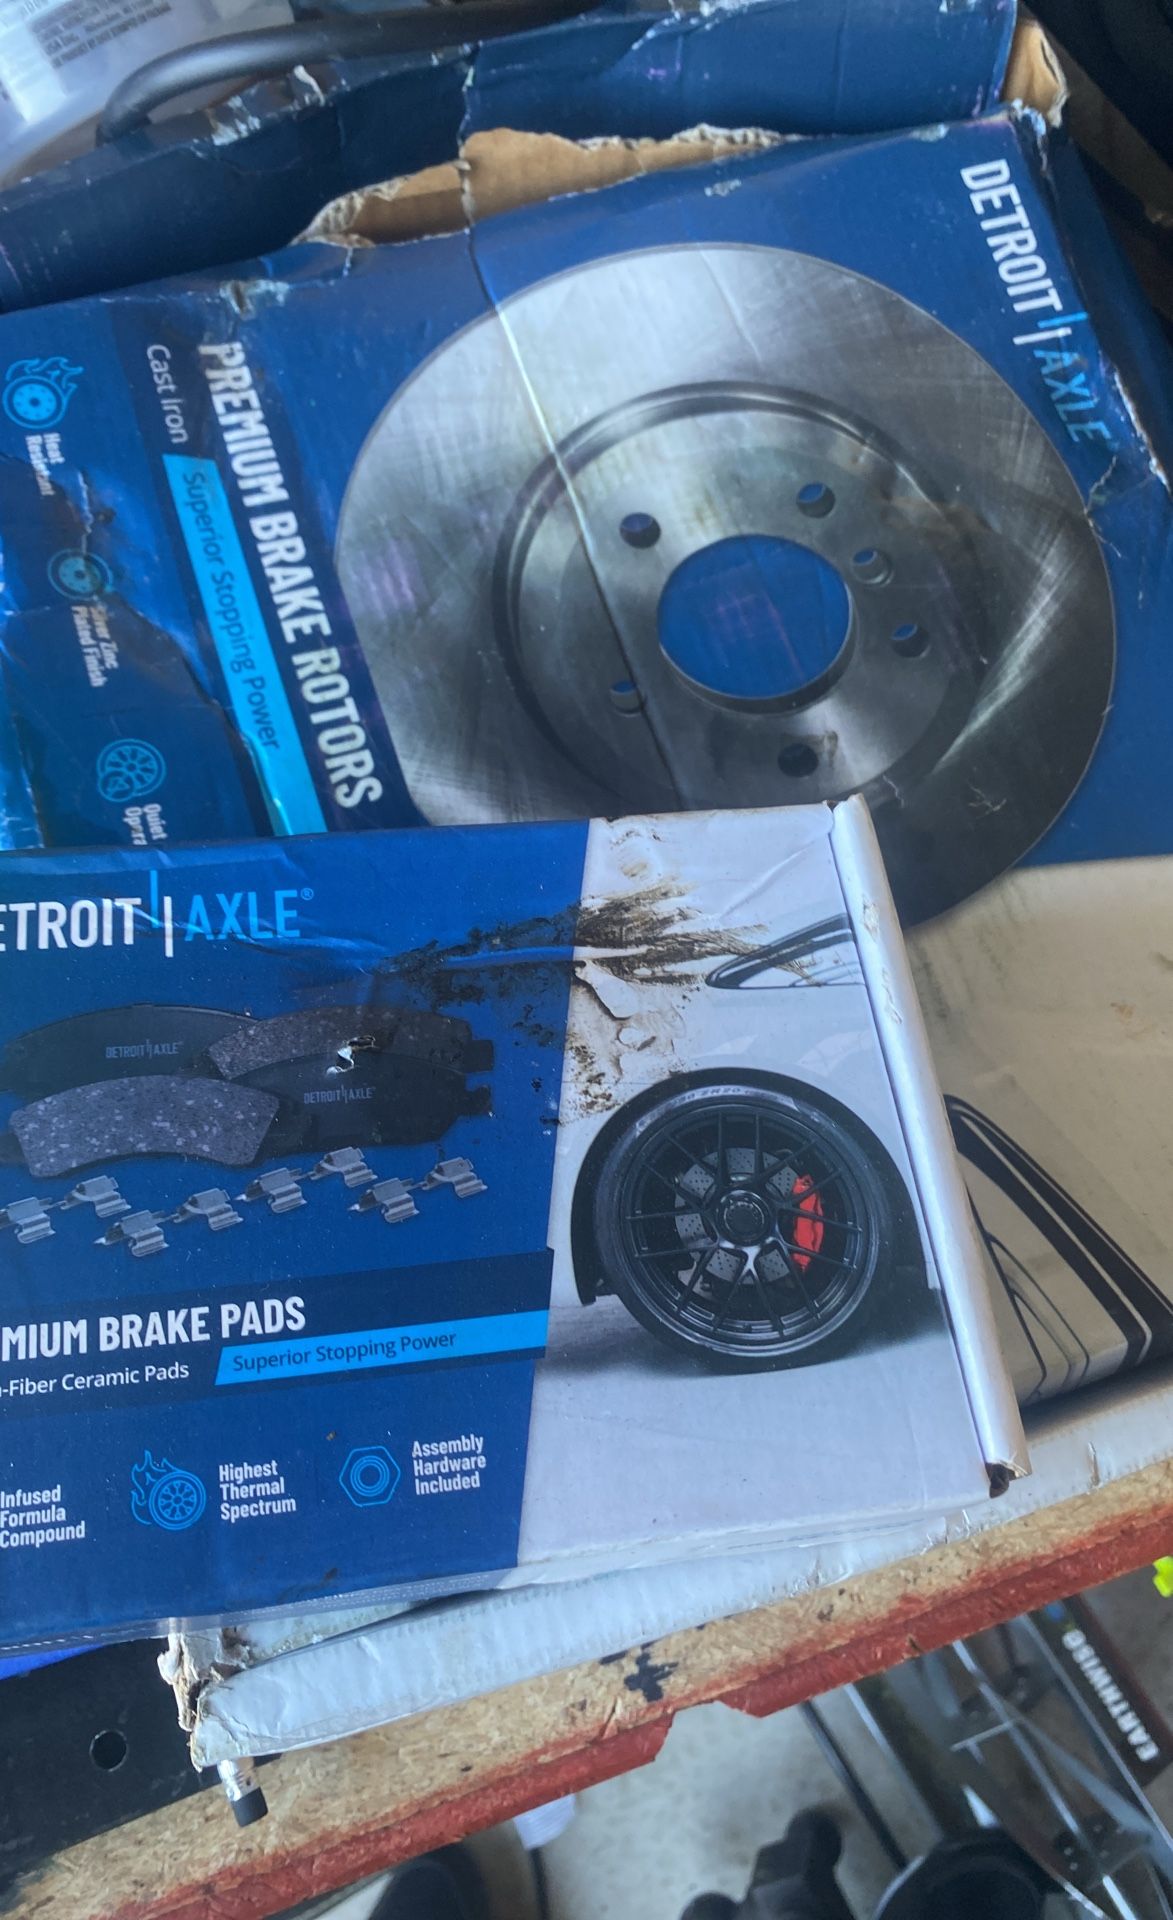 DETROIT AXLE
PREMIUM BRAKE ROTORS
Cast Iron
Superior Stopping Power
Heat
Resistant
Silver Zinc
Plated Finish
Quiet
ETROIT AXLE®
DETROIT AXLE
DETROIT AXLE
MIUM BRAKE PADS
-Fiber Ceramic Pads
Superior Stopping Power
Infused
Formula
Compound
Highest
Thermal
Spectrum
Assembly
Hardware
Included
EARTHWISE